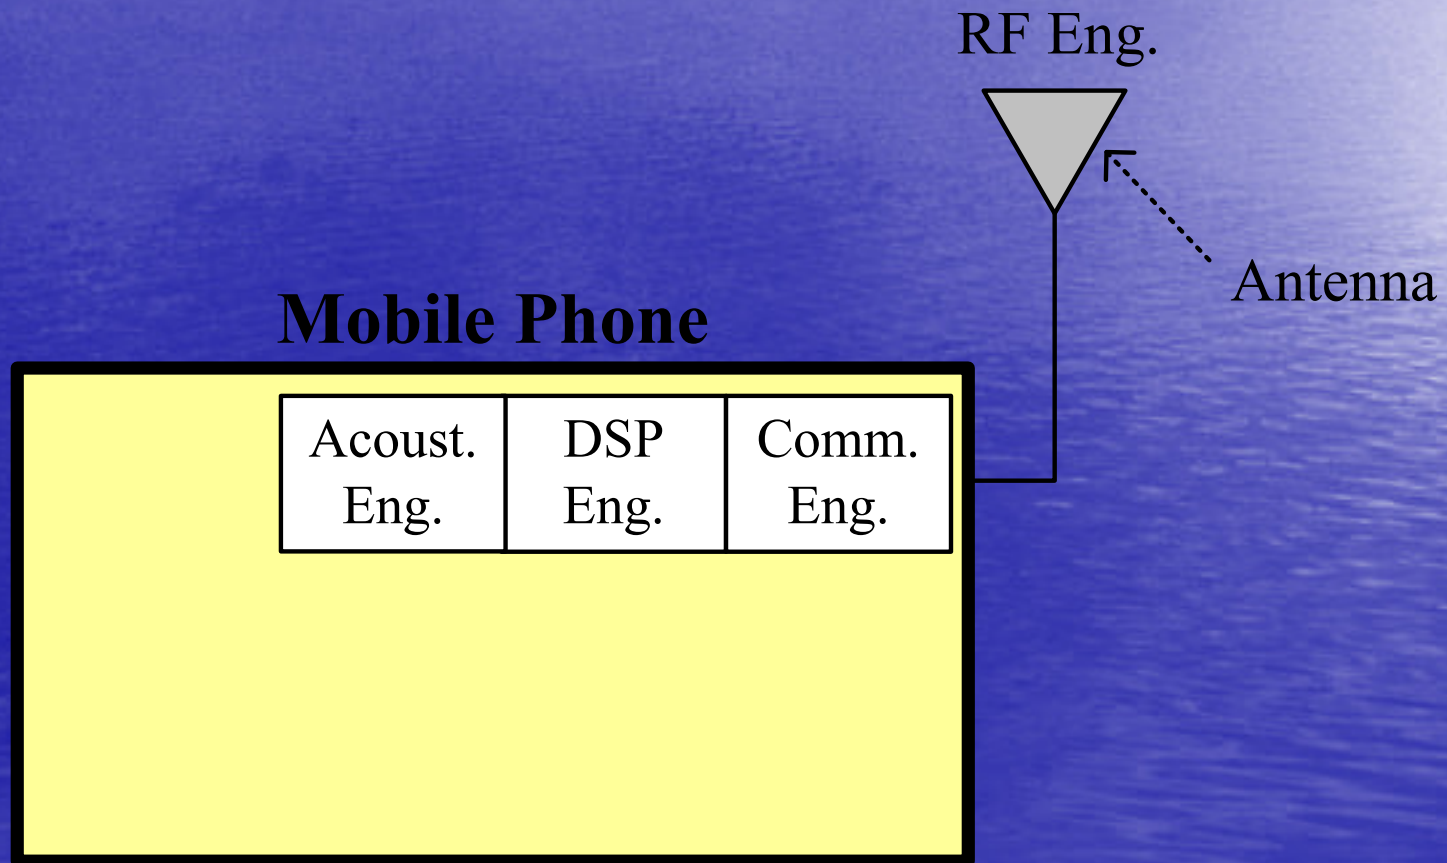 RF Eng.
Antenna
Mobile Phone
Acoust.
Eng.
DSP
Eng.
Comm.
Eng.